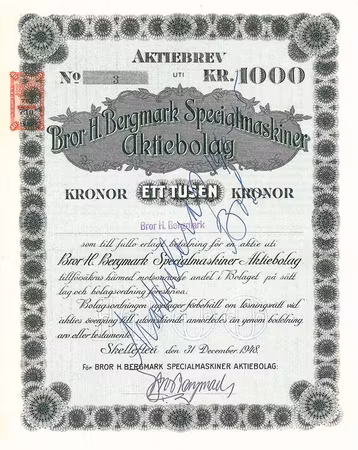 AKTIEBREV
No 3 UTI KR. 1000
Bror H. Bergmark Specialmaskiner
Aktiebolag
KRONOR ETT TUSEN KRONOR
Bror H. Bergmark
som till fullo erlagt betalning för en aktie uti
Bror H. Bergmark Specialmaskiner Aktiebolag
tillförsäkras härmed motsvarande andel i Bolaget på sätt
lag och bolagsordning föreskriva.
Bolagsordningen innehåller förbehåll om lösningsrätt vid
akties övergång till utomstående annorledes än genom bodelning
arv eller testamente.
Skellefteå den 31 December 1948.
FÖR BROR H. BERGMARK SPECIALMASKINER AKTIEBOLAG:
Bror Bergmark